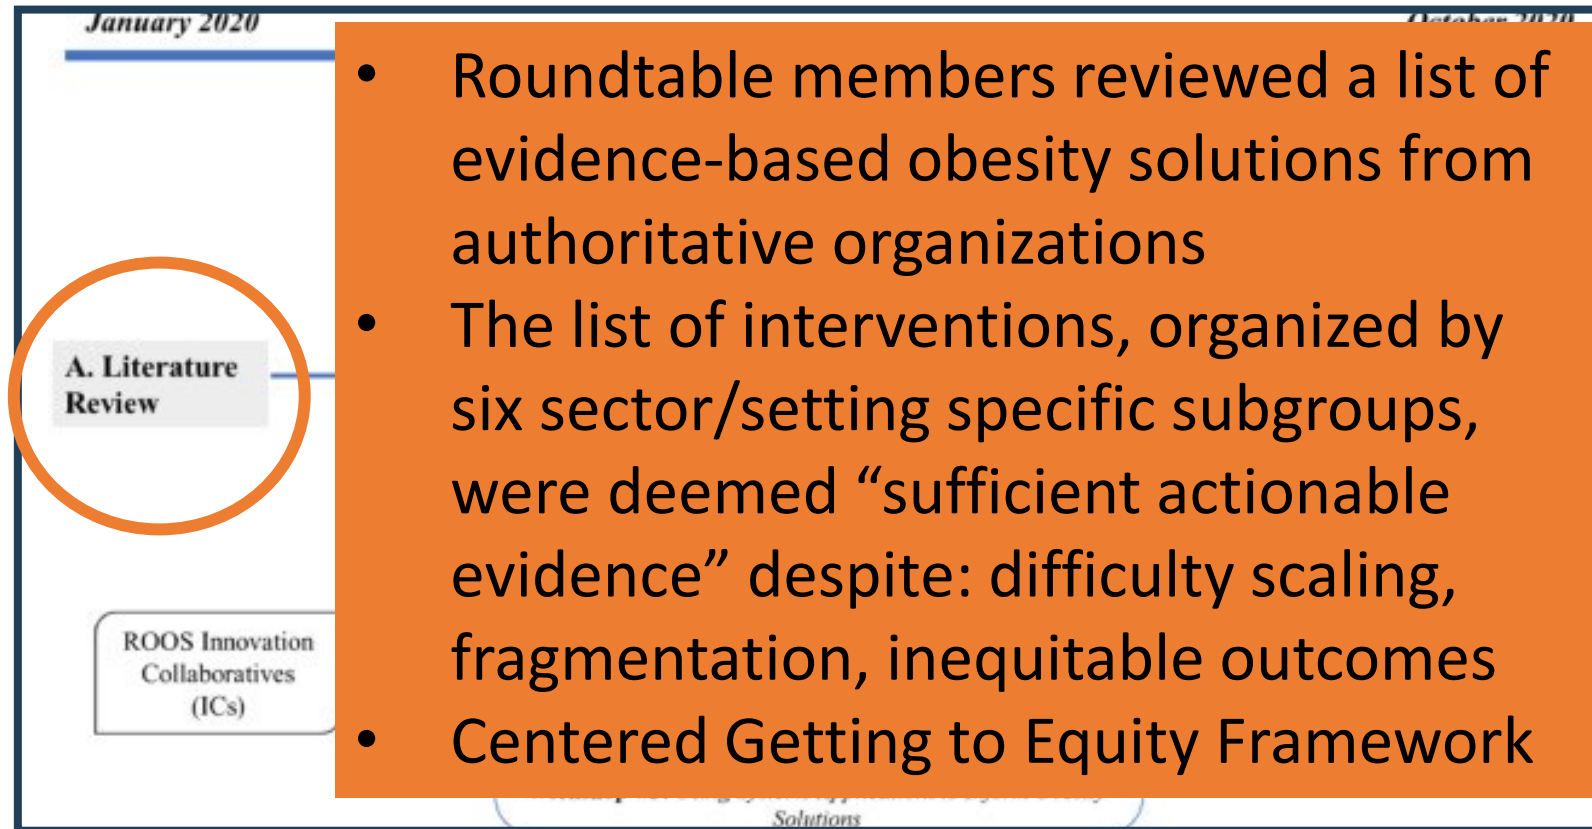 January 2020
October 2020
• Roundtable members reviewed a list of
evidence-based obesity solutions from
authoritative organizations
• The list of interventions, organized by
six sector/setting specific subgroups,
were deemed “sufficient actionable
evidence” despite: difficulty scaling,
fragmentation, inequitable outcomes
• Centered Getting to Equity Framework
A. Literature
Review
ROOS Innovation
Collaboratives
(ICs)
Solutions